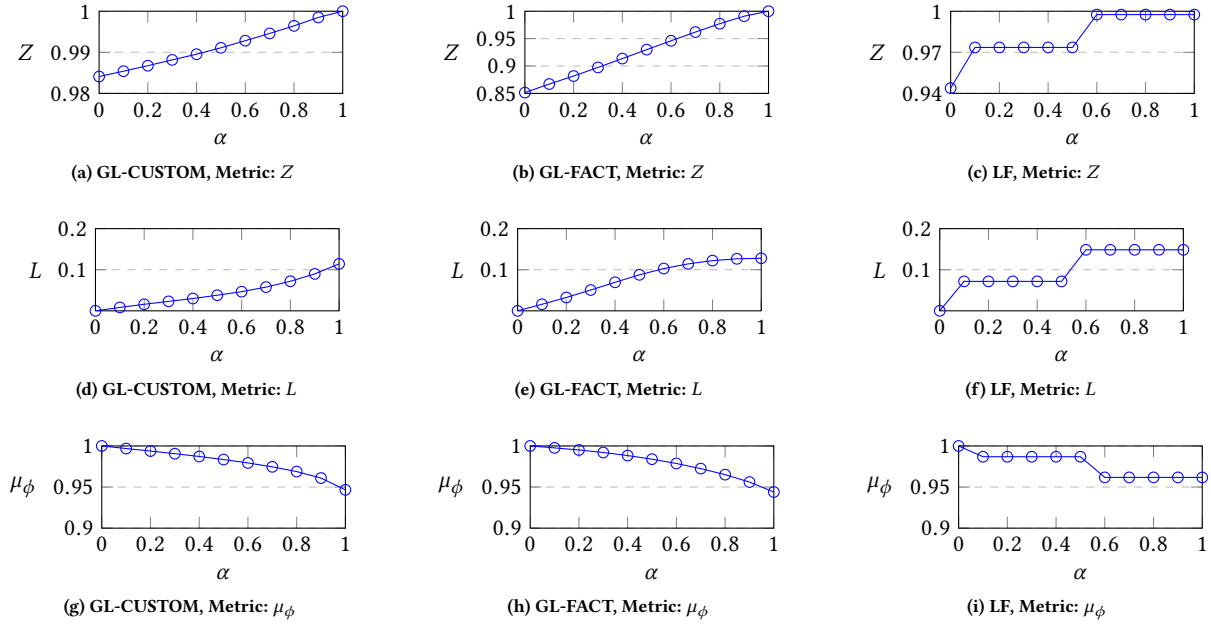 1
0.99
0.98
Z
0 0.2 0.4 0.6 0.8 1
α
(a) GL-CUSTOM, Metric: Z
1
0.95
0.9
0.85
Z
0 0.2 0.4 0.6 0.8 1
α
(b) GL-FACT, Metric: Z
1
0.97
0.94
Z
0 0.2 0.4 0.6 0.8 1
α
(c) LF, Metric: Z
0.2
0.1
L
0 0.2 0.4 0.6 0.8 1
α
(d) GL-CUSTOM, Metric: L
0.2
0.1
L
0 0.2 0.4 0.6 0.8 1
α
(e) GL-FACT, Metric: L
0.2
0.1
L
0 0.2 0.4 0.6 0.8 1
α
(f) LF, Metric: L
1
0.95
0.9
μϕ
0 0.2 0.4 0.6 0.8 1
α
(g) GL-CUSTOM, Metric: μϕ
1
0.95
0.9
μϕ
0 0.2 0.4 0.6 0.8 1
α
(h) GL-FACT, Metric: μϕ
1
0.95
0.9
μϕ
0 0.2 0.4 0.6 0.8 1
α
(i) LF, Metric: μϕ